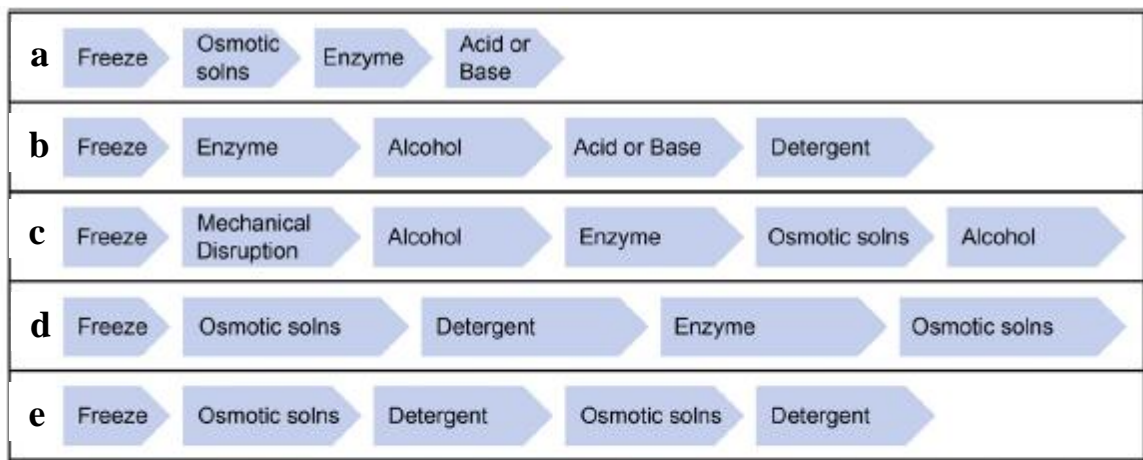 a Freeze Osmotic solns Enzyme Acid or Base
b Freeze Enzyme Alcohol Acid or Base Detergent
c Freeze Mechanical Disruption Alcohol Enzyme Osmotic solns Alcohol
d Freeze Osmotic solns Detergent Enzyme Osmotic solns
e Freeze Osmotic solns Detergent Osmotic solns Detergent